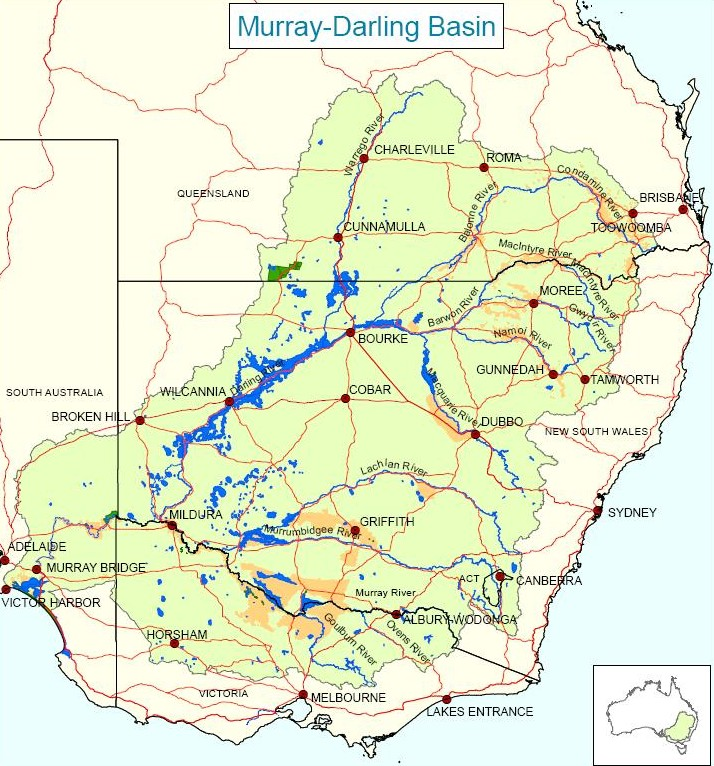 Murray-Darling Basin
Warrego River
CHARLEVILLE
ROMA
Condamine River
QUEENSLAND
BRISBANE
CUNNAMULLA
Balonne River
TOOWOOMBA
MacIntyre River
MacIntyre River
MOREE
Barwon River
Gwydir River
BOURKE
Namoi River
GUNNEDAH
TAMWORTH
Darling River
SOUTH AUSTRALIA
WILCANNIA
COBAR
Macquarie River
BROKEN HILL
DUBBO
NEW SOUTH WALES
Lachlan River
MILDURA
SYDNEY
GRIFFITH
Murrumbidgee River
ADELAIDE
MURRAY BRIDGE
ACT
CANBERRA
Murray River
VICTOR HARBOR
ALBURY-WODONGA
Goulburn River
Ovens River
HORSHAM
VICTORIA
MELBOURNE
LAKES ENTRANCE